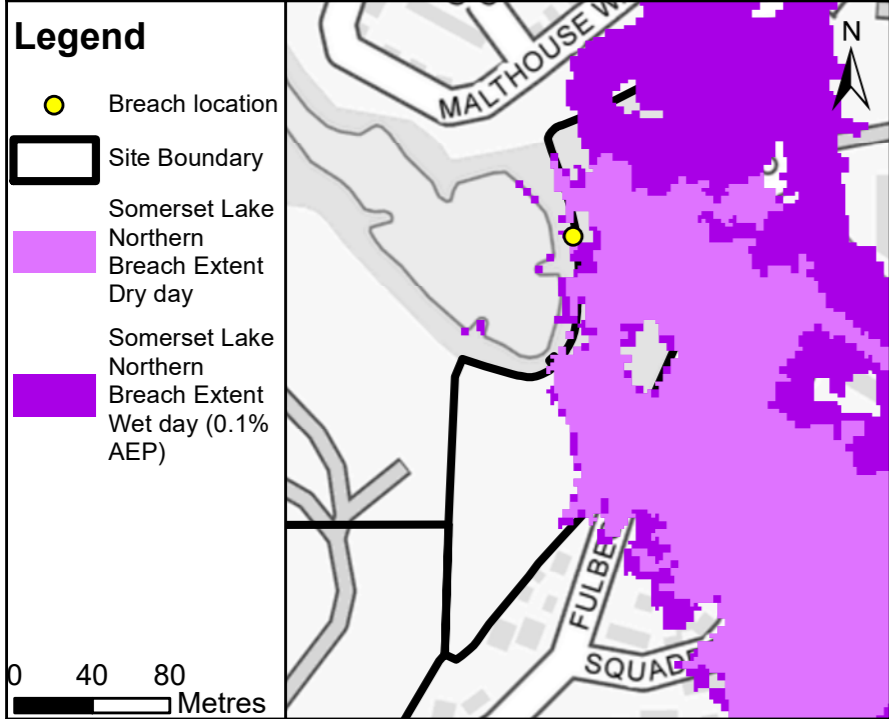 Legend
Breach location
Site Boundary
Somerset Lake
Northern
Breach Extent
Dry day
Somerset Lake
Northern
Breach Extent
Wet day (0.1%
AEP)
0 40 80
Metres
MALTHOUSE W
N
FULBE
SQUAD